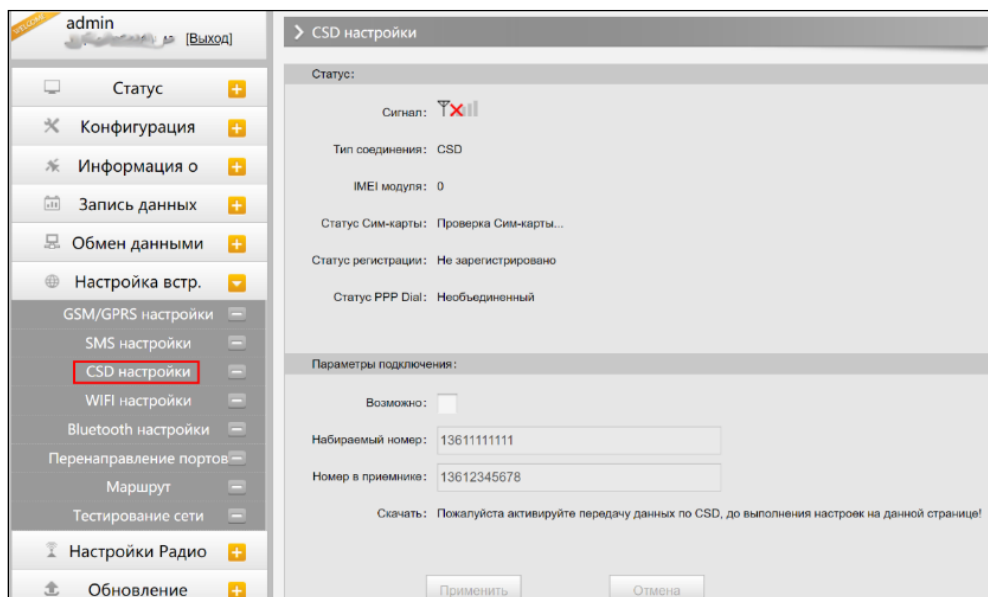 WELCOME
admin
[Выход]
Статус
Конфигурация
Информация о
Запись данных
Обмен данными
Настройка встр.
GSM/GPRS настройки
SMS настройки
CSD настройки
WIFI настройки
Bluetooth настройки
Перенаправление портов
Маршрут
Тестирование сети
Настройки Радио
Обновление
CSD настройки
Статус:
Сигнал:
Тип соединения: CSD
IMEI модуля: 0
Статус Сим-карты: Проверка Сим-карты...
Статус регистрации: Не зарегистрировано
Статус PPP Dial: Необъединенный
Параметры подключения:
Возможно:
Набираемый номер: 13611111111
Номер в приемнике: 13612345678
Скачать: Пожалуйста активируйте передачу данных по CSD, до выполнения настроек на данной странице!
Применить Отмена